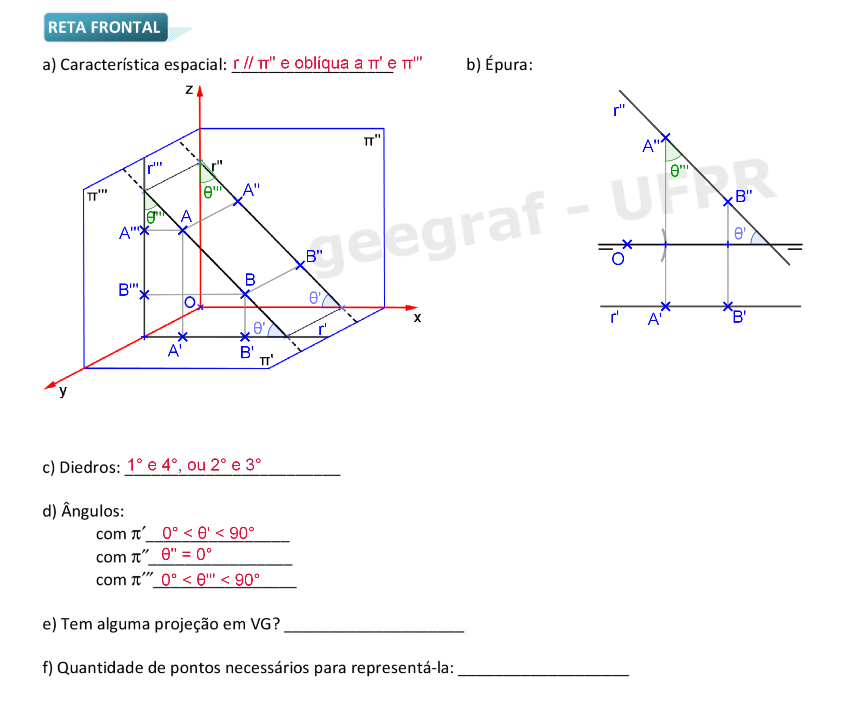 RETA FRONTAL
a) Característica espacial: r // π'' e oblíqua a π' e π'''
b) Épura:
z
π''
r'''
r''
π'''
θ'''
A''
θ'''
A'''
A
B''
B'''
B
O
θ'
x
θ'
r'
A'
B'
π'
y
r''
A''
θ'''
B''
θ'
O
r'
A'
B'
geegraf - UFPR
c) Diedros: 1° e 4°, ou 2° e 3°
d) Ângulos:
com π′ 0° < θ' < 90°
com π″ θ'' = 0°
com π‴ 0° < θ''' < 90°
e) Tem alguma projeção em VG? ____________________
f) Quantidade de pontos necessários para representá-la: ___________________